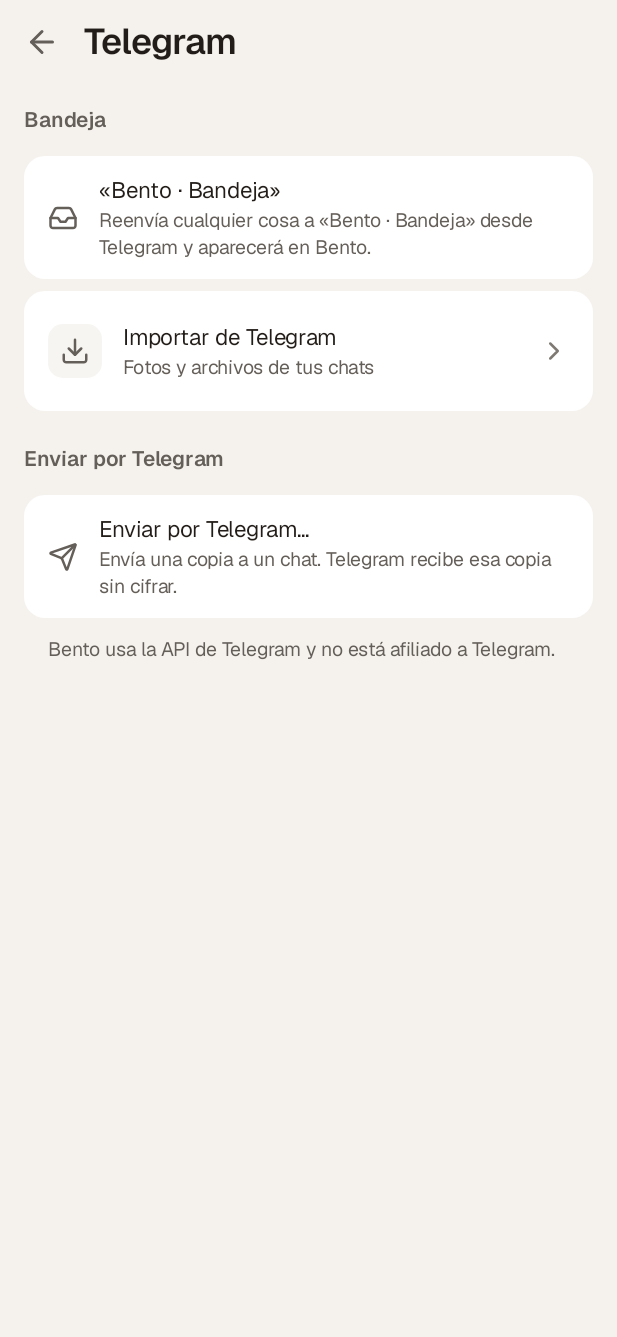 Telegram
Bandeja
«Bento · Bandeja»
Reenvía cualquier cosa a «Bento · Bandeja» desde
Telegram y aparecerá en Bento.
Importar de Telegram
Fotos y archivos de tus chats
Enviar por Telegram
Enviar por Telegram…
Envía una copia a un chat. Telegram recibe esa copia
sin cifrar.
Bento usa la API de Telegram y no está afiliado a Telegram.